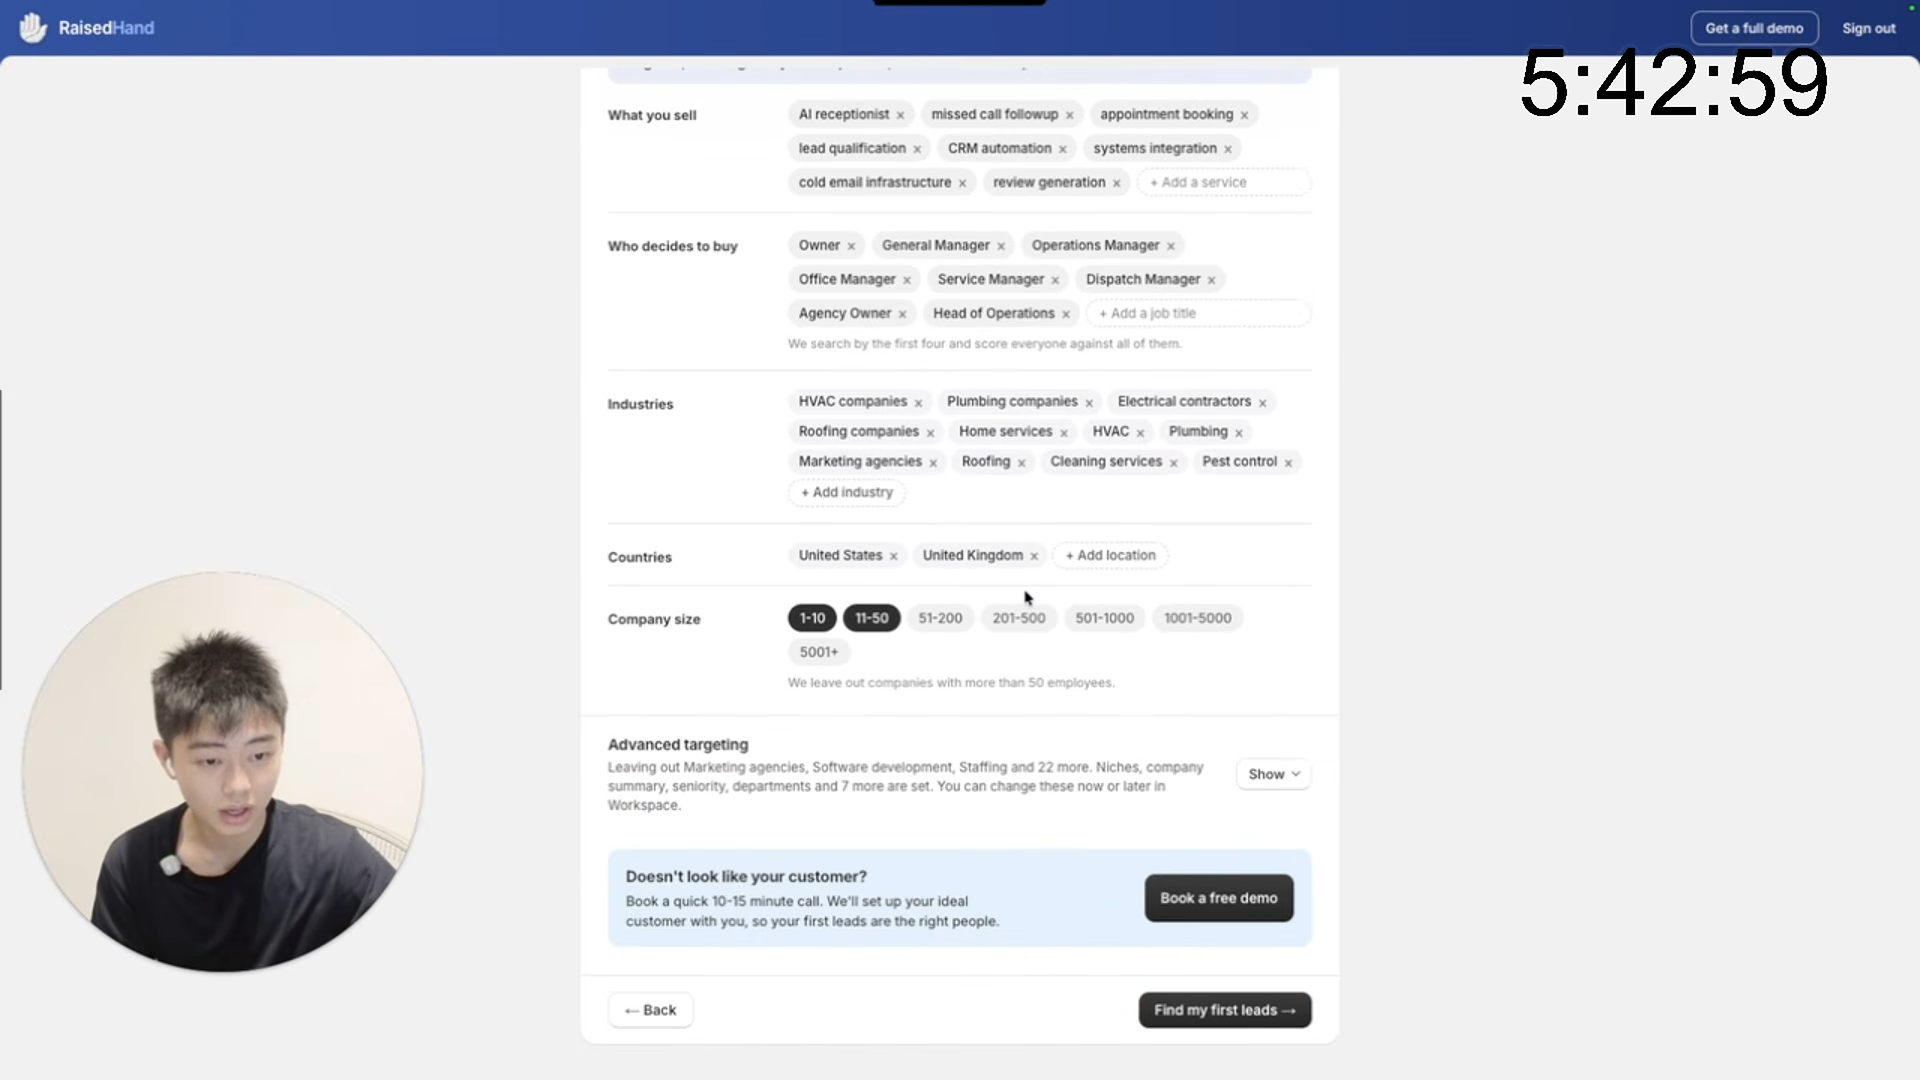 RaisedHand
Get a full demo
Sign out
5:42:59
What you sell
AI receptionist ×
missed call followup ×
appointment booking ×
lead qualification ×
CRM automation ×
systems integration ×
cold email infrastructure ×
review generation ×
+ Add a service
Who decides to buy
Owner ×
General Manager ×
Operations Manager ×
Office Manager ×
Service Manager ×
Dispatch Manager ×
Agency Owner ×
Head of Operations ×
+ Add a job title
We search by the first four and score everyone against all of them.
Industries
HVAC companies ×
Plumbing companies ×
Electrical contractors ×
Roofing companies ×
Home services ×
HVAC ×
Plumbing ×
Marketing agencies ×
Roofing ×
Cleaning services ×
Pest control ×
+ Add industry
Countries
United States ×
United Kingdom ×
+ Add location
Company size
1-10
11-50
51-200
201-500
501-1000
1001-5000
5001+
We leave out companies with more than 50 employees.
Advanced targeting
Leaving out Marketing agencies, Software development, Staffing and 22 more. Niches, company
summary, seniority, departments and 7 more are set. You can change these now or later in
Workspace.
Show
Doesn't look like your customer?
Book a quick 10-15 minute call. We'll set up your ideal
customer with you, so your first leads are the right people.
Book a free demo
← Back
Find my first leads →